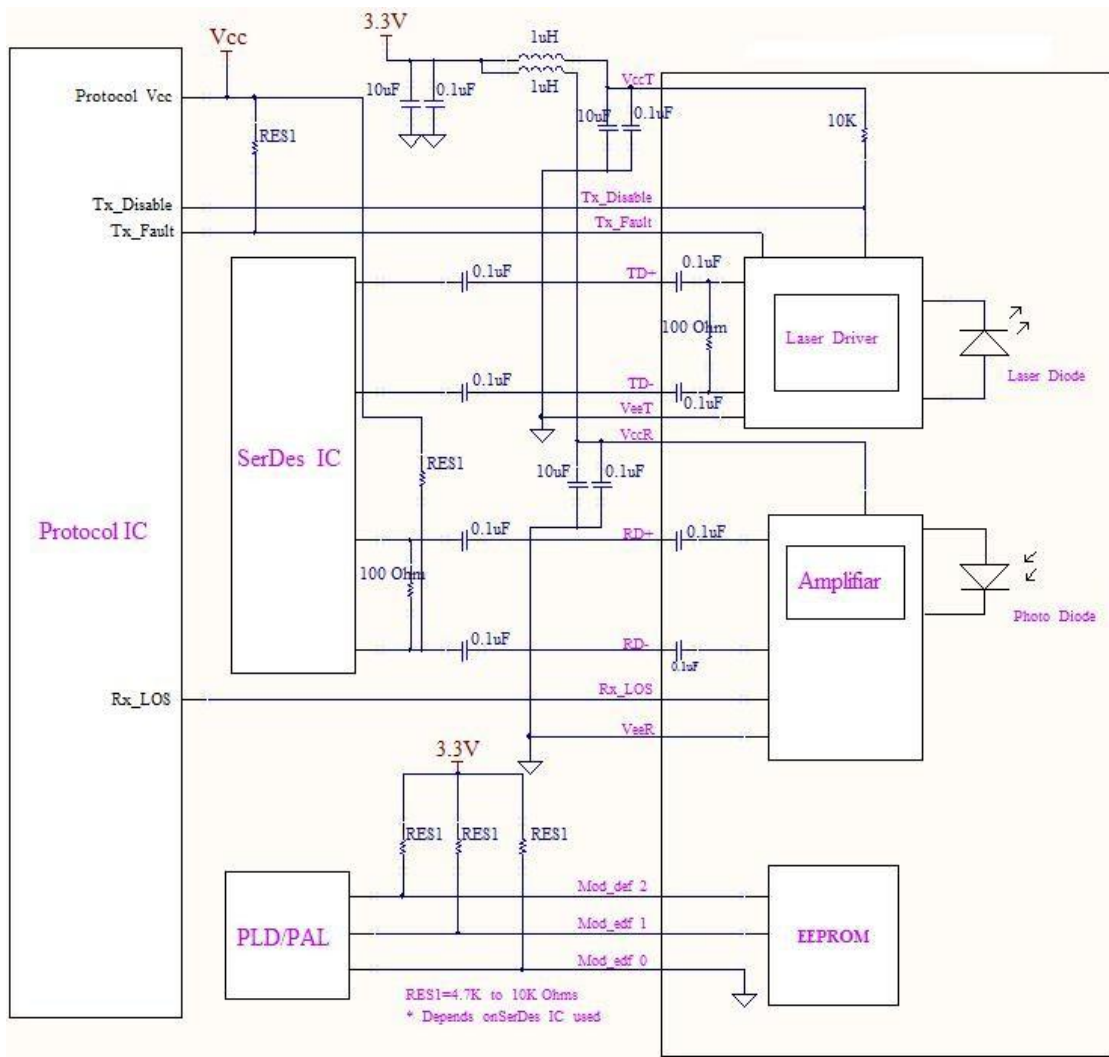 3.3V
1uH
Vcc
1uH
VccT
Protocol Vcc
10uF
0.1uF
10uF
0.1uF
10K
RES1
Tx_Disable
Tx_Disable
Tx_Fault
Tx_Fault
0.1uF
TD+
0.1uF
100 Ohm
Laser Driver
Laser Diode
0.1uF
TD-
0.1uF
VeeT
VccR
SerDes IC
RES1
10uF
0.1uF
Protocol IC
0.1uF
RD+
0.1uF
100 Ohm
Amplifiar
Photo Diode
0.1uF
RD-
0.1uF
Rx_LOS
Rx_LOS
VeeR
3.3V
RES1
RES1
RES1
Mod_def 2
PLD/PAL
Mod_edf 1
EEPROM
Mod_edf 0
RES1=4.7K to 10K Ohms
* Depends onSerDes IC used